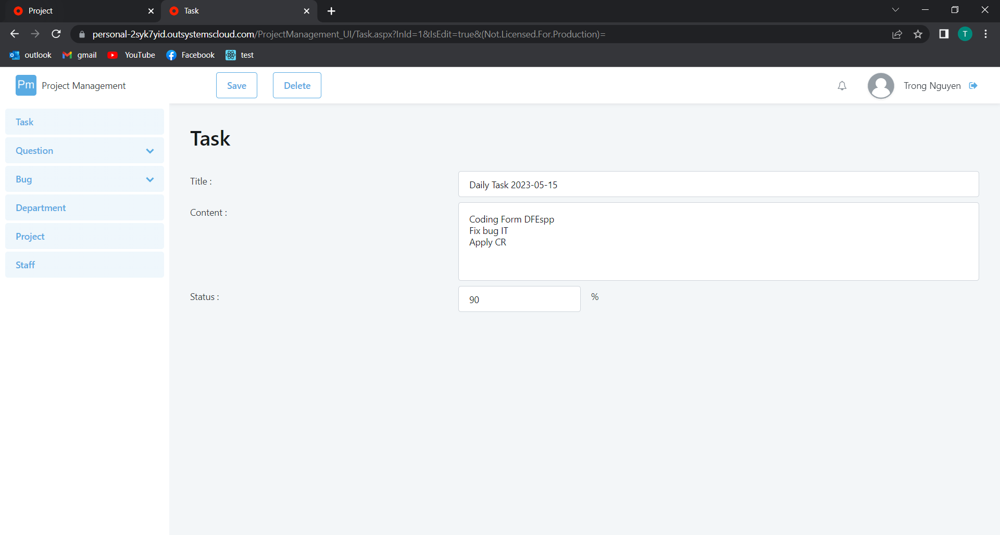 Project
Task
personal-2syk7yid.outsystemscloud.com/ProjectManagement_UI/Task.aspx?InId=1&IsEdit=true&(Not.Licensed.For.Production)=
T
outlook
gmail
YouTube
Facebook
test
Pm
Project Management
Save
Delete
Trong Nguyen
Task
Question
Bug
Department
Project
Staff
Task
Title :
Daily Task 2023-05-15
Content :
Coding Form DFEspp
Fix bug IT
Apply CR
Status :
90
%